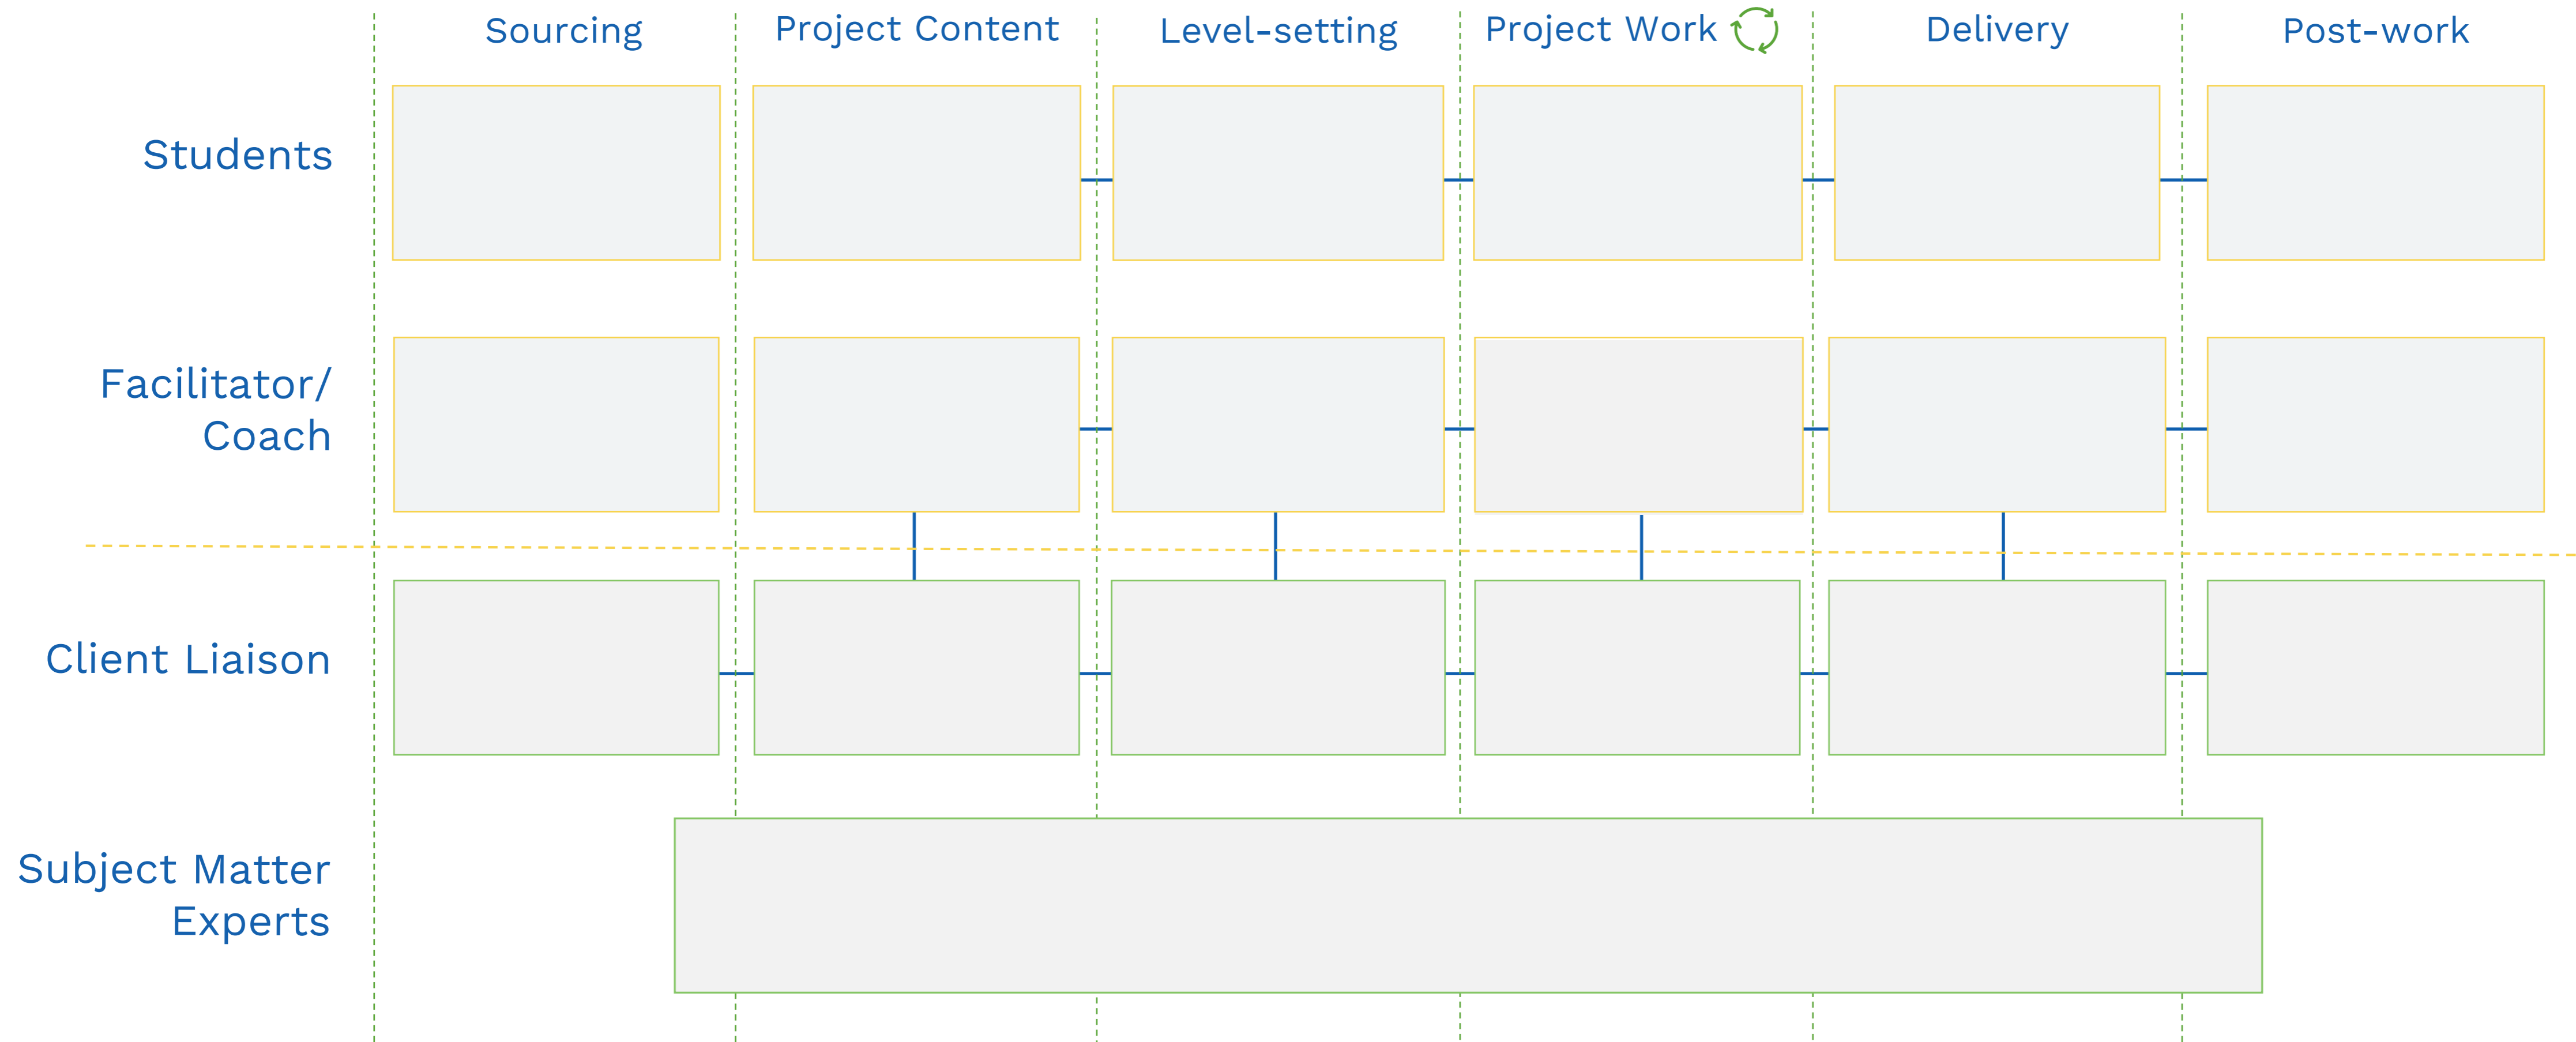 Sourcing
Project Content
Level-setting
Project Work
Delivery
Post-work
Students
Facilitator/
Coach
Client Liaison
Subject Matter
Experts